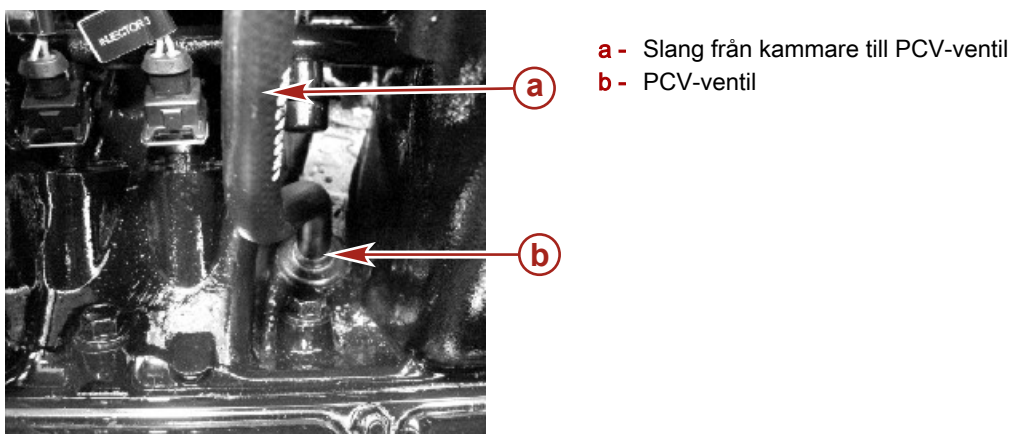 INJECTOR 3
a - Slang från kammare till PCV-ventil
b - PCV-ventil
a
b